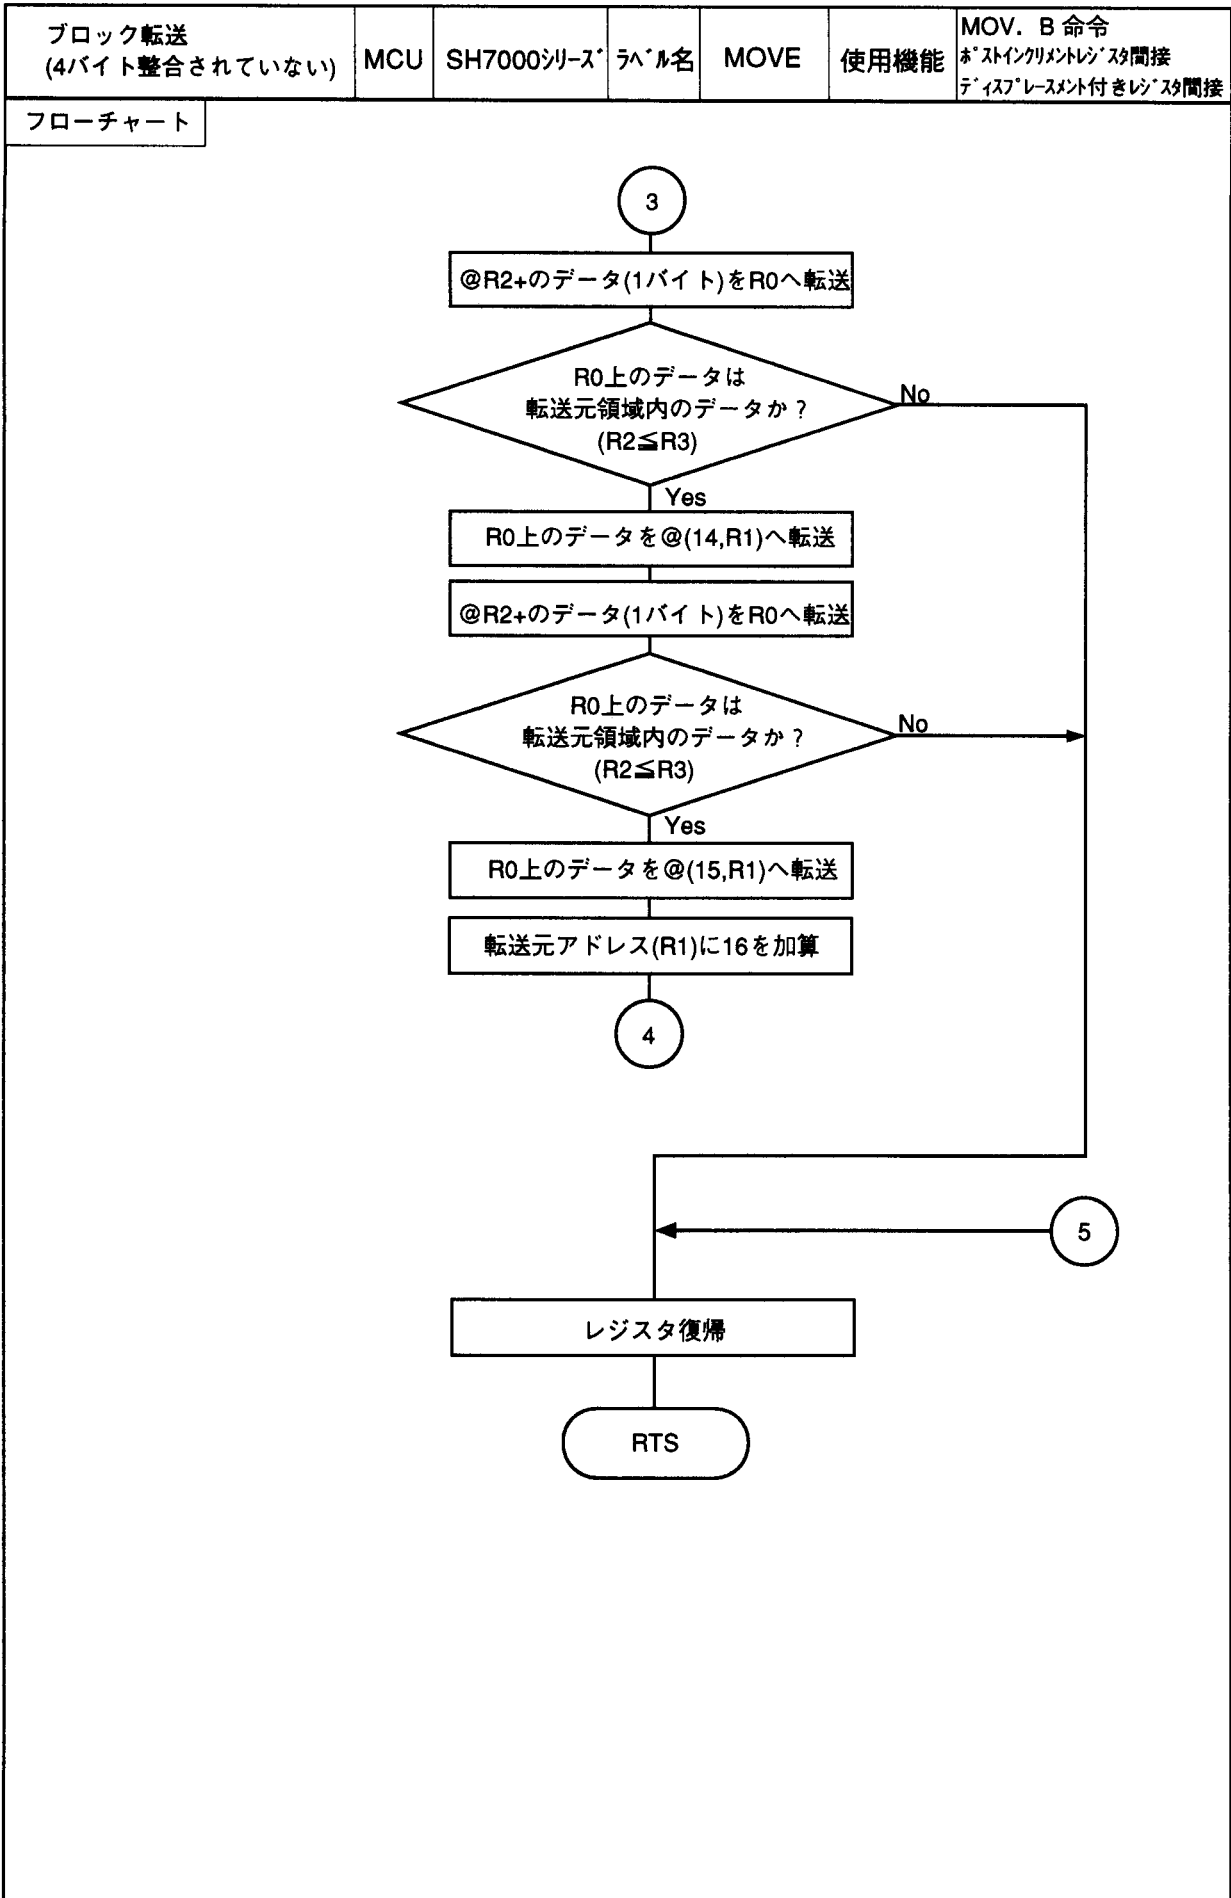 ブロック転送
(4バイト整合されていない)
MCU
SH7000シリーズ
ラベル名
MOVE
使用機能
MOV. B 命令
ポストインクリメントレジスタ間接
ディスプレースメント付きレジスタ間接
フローチャート
3
@R2+のデータ(1バイト)をR0へ転送
R0上のデータは
転送元領域内のデータか?
(R2≦R3)
No
Yes
R0上のデータを@(14,R1)へ転送
@R2+のデータ(1バイト)をR0へ転送
R0上のデータは
転送元領域内のデータか?
(R2≦R3)
No
Yes
R0上のデータを@(15,R1)へ転送
転送元アドレス(R1)に16を加算
4
5
レジスタ復帰
RTS